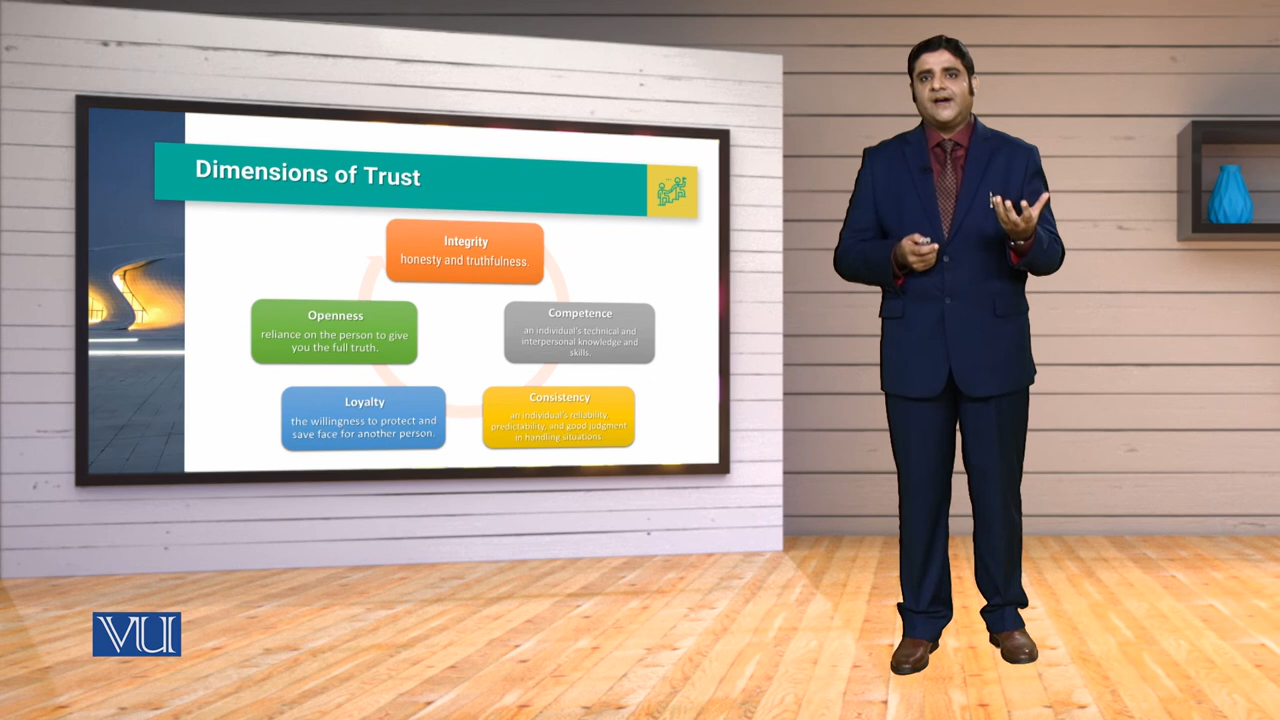 Dimensions of Trust
Integrity
honesty and truthfulness.
Competence
an individual's technical and
interpersonal knowledge and
skills.
Consistency
an individual's reliability,
predictability, and good judgment
in handling situations.
Loyalty
the willingness to protect and
save face for another person.
Openness
reliance on the person to give
you the full truth.
VU